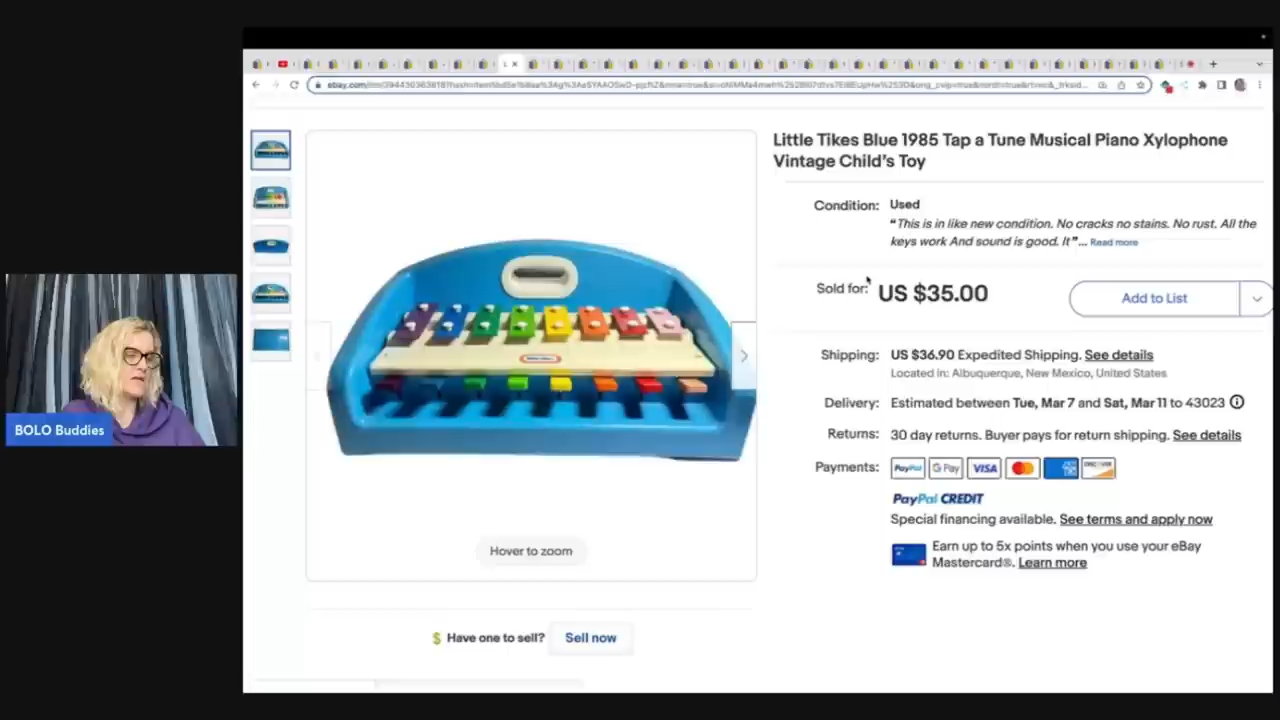 Little Tikes Blue 1985 Tap a Tune Musical Piano Xylophone
Vintage Child's Toy
Condition: Used
"This is in like new condition. No cracks no stains. No rust. All the
keys work And sound is good. It"... Read more
Sold for: US $35.00
Add to List
Shipping: US $36.90 Expedited Shipping. See details
Located in: Albuquerque, New Mexico, United States
Delivery: Estimated between Tue, Mar 7 and Sat, Mar 11 to 43023
Returns: 30 day returns. Buyer pays for return shipping. See details
BOLO Buddies
Payments: PayPal G Pay VISA
PayPal CREDIT
Special financing available. See terms and apply now
Earn up to 5x points when you use your eBay
Mastercard®. Learn more
Hover to zoom
$ Have one to sell? Sell now